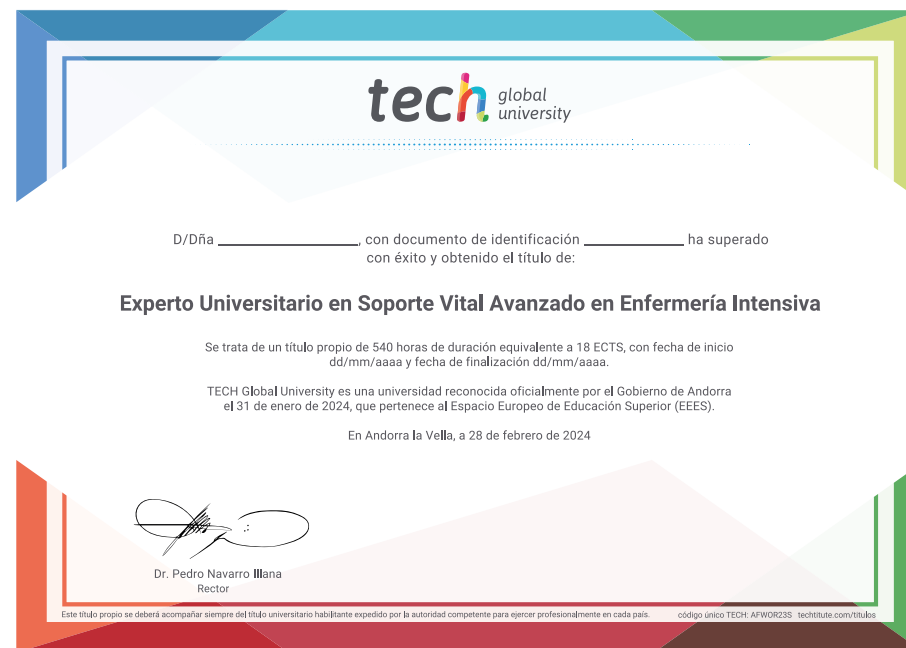 tech global university
D/Dña ____________________, con documento de identificación ______________ ha superado
con éxito y obtenido el título de:
Experto Universitario en Soporte Vital Avanzado en Enfermería Intensiva
Se trata de un título propio de 540 horas de duración equivalente a 18 ECTS, con fecha de inicio
dd/mm/aaaa y fecha de finalización dd/mm/aaaa.
TECH Global University es una universidad reconocida oficialmente por el Gobierno de Andorra
el 31 de enero de 2024, que pertenece al Espacio Europeo de Educación Superior (EEES).
En Andorra la Vella, a 28 de febrero de 2024
Dr. Pedro Navarro Illana
Rector
Este título propio se deberá acompañar siempre del título universitario habilitante expedido por la autoridad competente para ejercer profesionalmente en cada país.
código único TECH: AFWOR23S techtitute.com/titulos